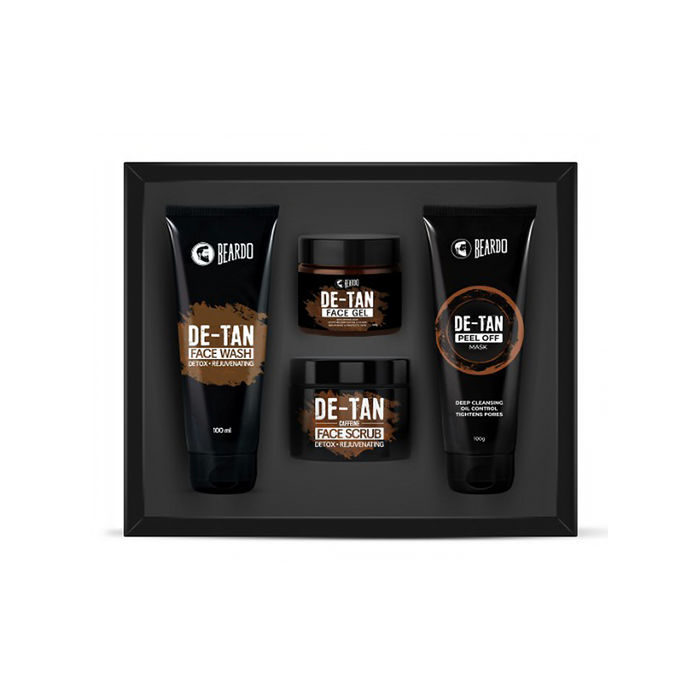 BEARDO
DE-TAN
FACE WASH
DETOX • REJUVENATING
100 ml
BEARDO
DE-TAN
FACE GEL
DE-TAN
CAFFEINE
FACE SCRUB
DETOX • REJUVENATING
BEARDO
DE-TAN
PEEL OFF
MASK
DEEP CLEANSING
OIL CONTROL
TIGHTENS PORES
100g